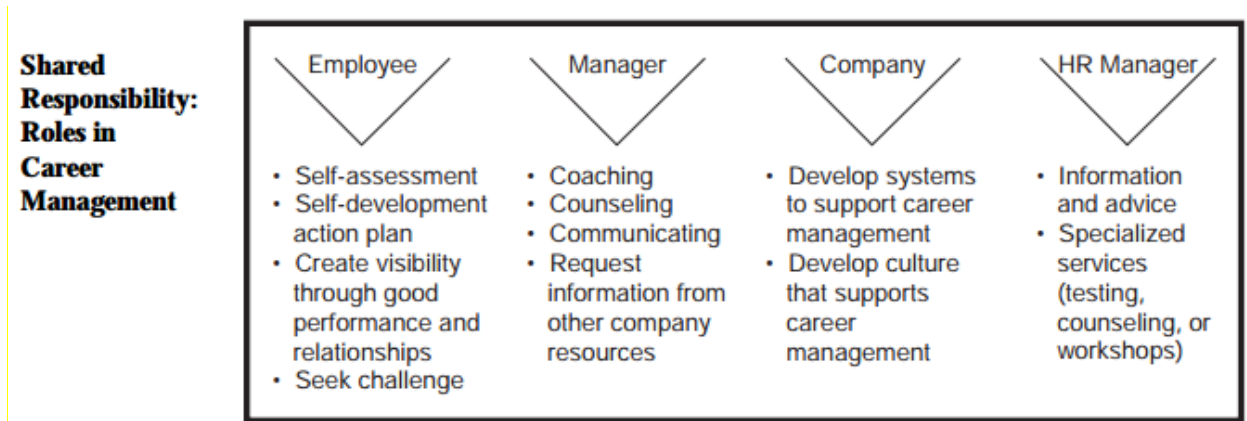 Shared
Responsibility:
Roles in
Career
Management
Employee
• Self-assessment
• Self-development
action plan
• Create visibility
through good
performance and
relationships
• Seek challenge
Manager
• Coaching
• Counseling
• Communicating
• Request
information from
other company
resources
Company
• Develop systems
to support career
management
• Develop culture
that supports
career
management
HR Manager
• Information
and advice
• Specialized
services
(testing,
counseling, or
workshops)